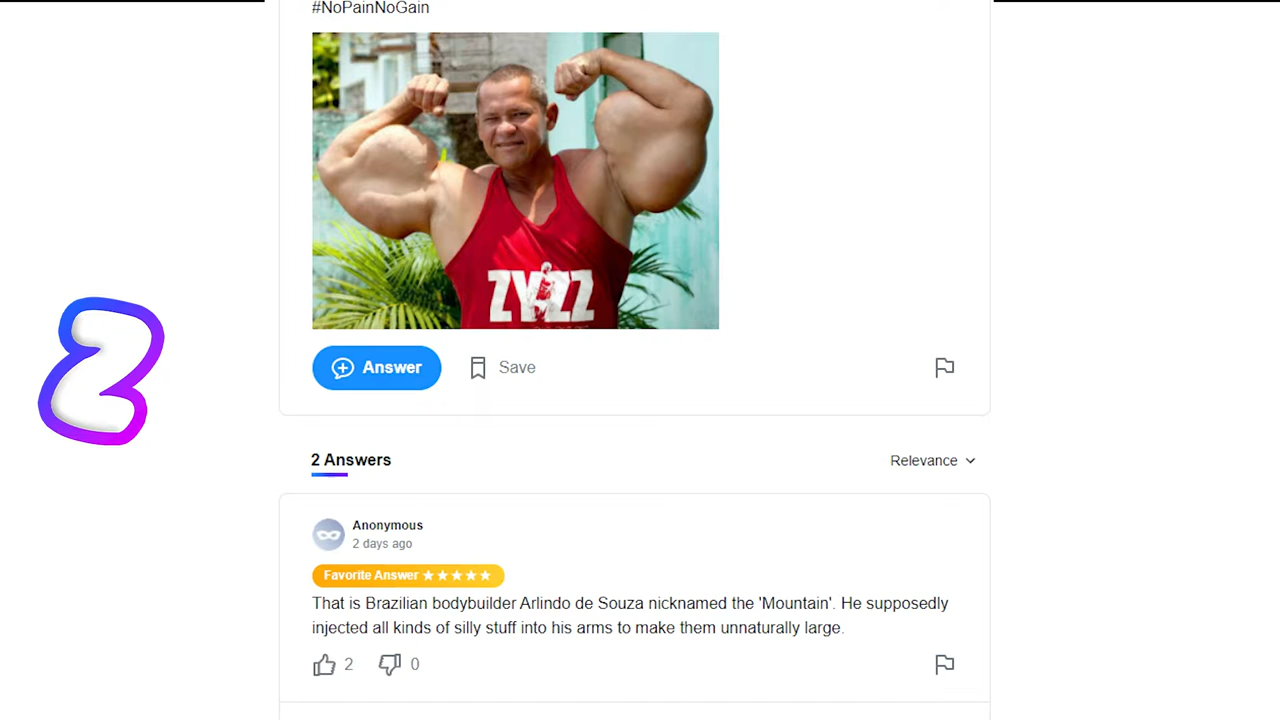 #NoPainNoGain
ZYZZ
Answer
Save
2
2 Answers
Relevance
Anonymous
2 days ago
Favorite Answer ★★★★★
That is Brazilian bodybuilder Arlindo de Souza nicknamed the 'Mountain'. He supposedly
injected all kinds of silly stuff into his arms to make them unnaturally large.
2
0